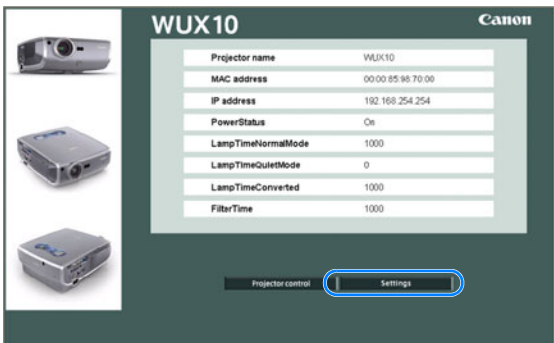 WUX10
Canon
Projector name WUX10
MAC address 00:00:85:98:70:00
IP address 192.168.254.254
PowerStatus On
LampTimeNormalMode 1000
LampTimeQuietMode 0
LampTimeConverted 1000
FilterTime 1000
Projector control Settings